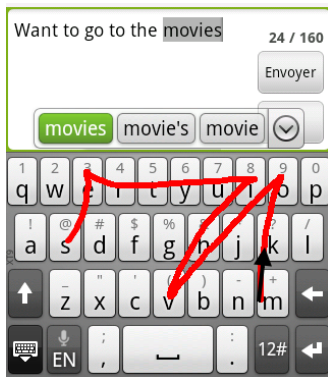 Want to go to the movies
24 / 160
Envoyer
movies movie's movie
1 2 3 4 5 6 7 8 9 0
q w e t y u o p
! @ # $ % ? /
a s d f g h j k l
- " ' ( ) : +
z x c v b n m
; :
EN , . 12#